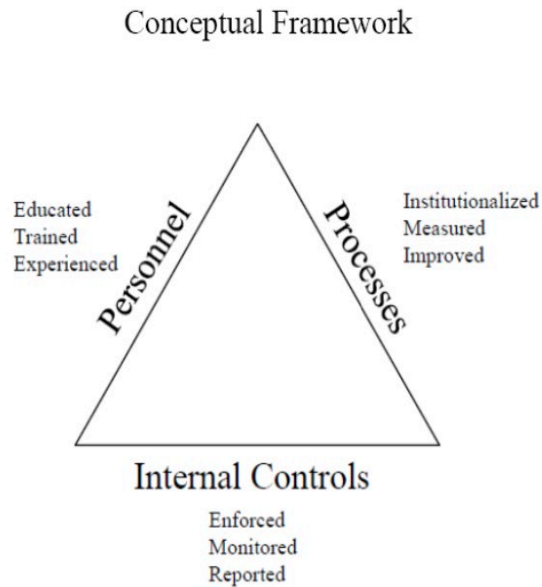 Conceptual Framework
Educated
Trained
Experienced
Personnel
Processes
Institutionalized
Measured
Improved
Internal Controls
Enforced
Monitored
Reported